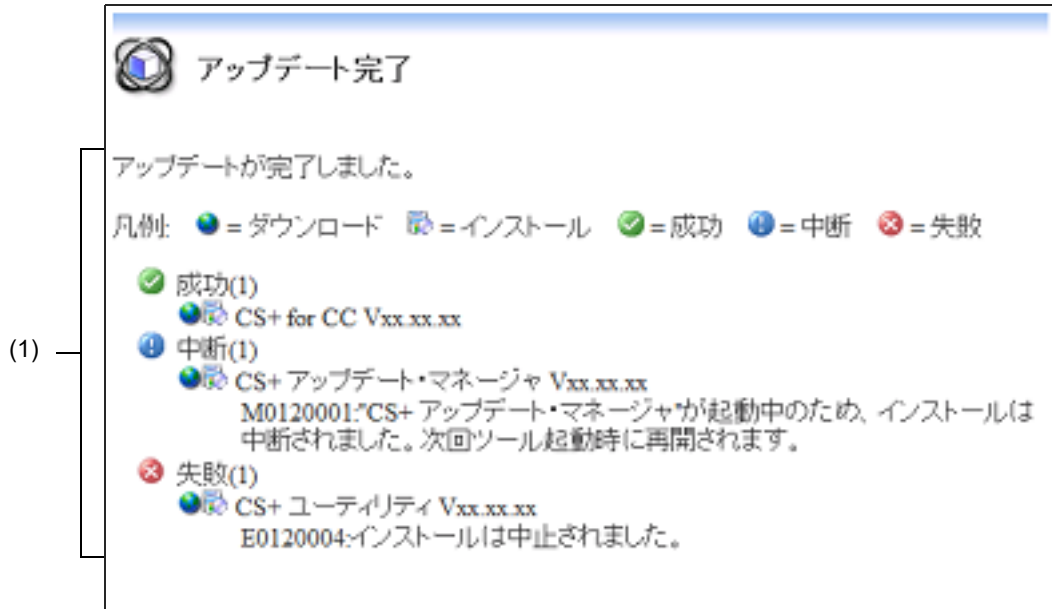 アップデート完了
アップデートが完了しました。
凡例: = ダウンロード = インストール = 成功 = 中断 = 失敗
成功(1)
CS+ for CC Vxx.xx.xx
(1)
中断(1)
CS+ アップデート・マネージャ Vxx.xx.xx
M0120001:"CS+ アップデート・マネージャ"が起動中のため、インストールは
中断されました。次回ツール起動時に再開されます。
失敗(1)
CS+ ユーティリティ Vxx.xx.xx
E0120004:インストールは中止されました。